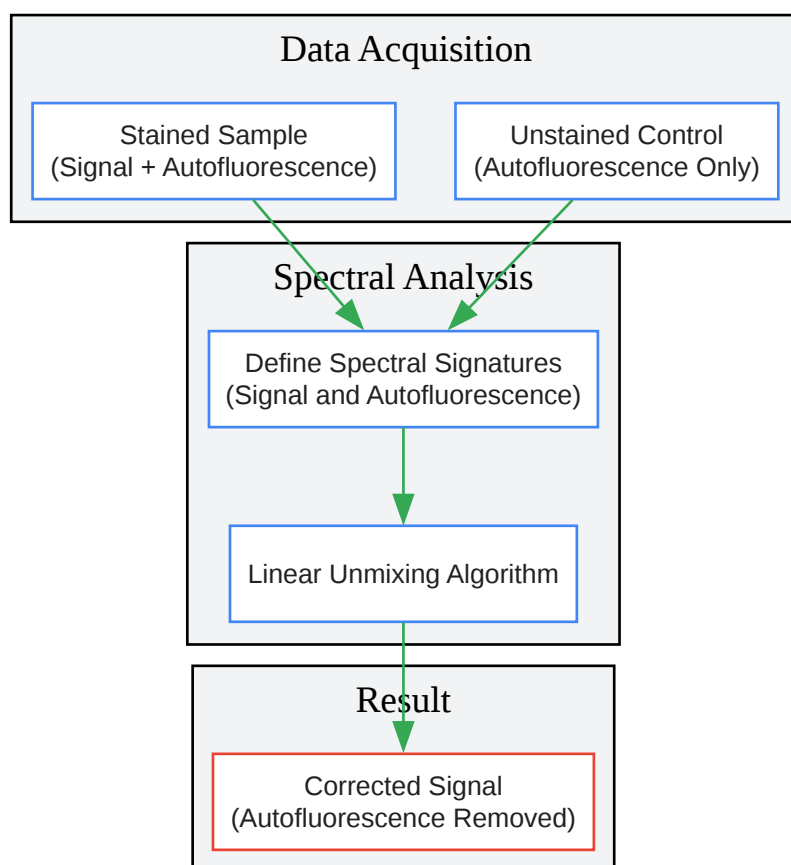 Data Acquisition
Stained Sample
(Signal + Autofluorescence)
Unstained Control
(Autofluorescence Only)
Spectral Analysis
Define Spectral Signatures
(Signal and Autofluorescence)
Linear Unmixing Algorithm
Result
Corrected Signal
(Autofluorescence Removed)